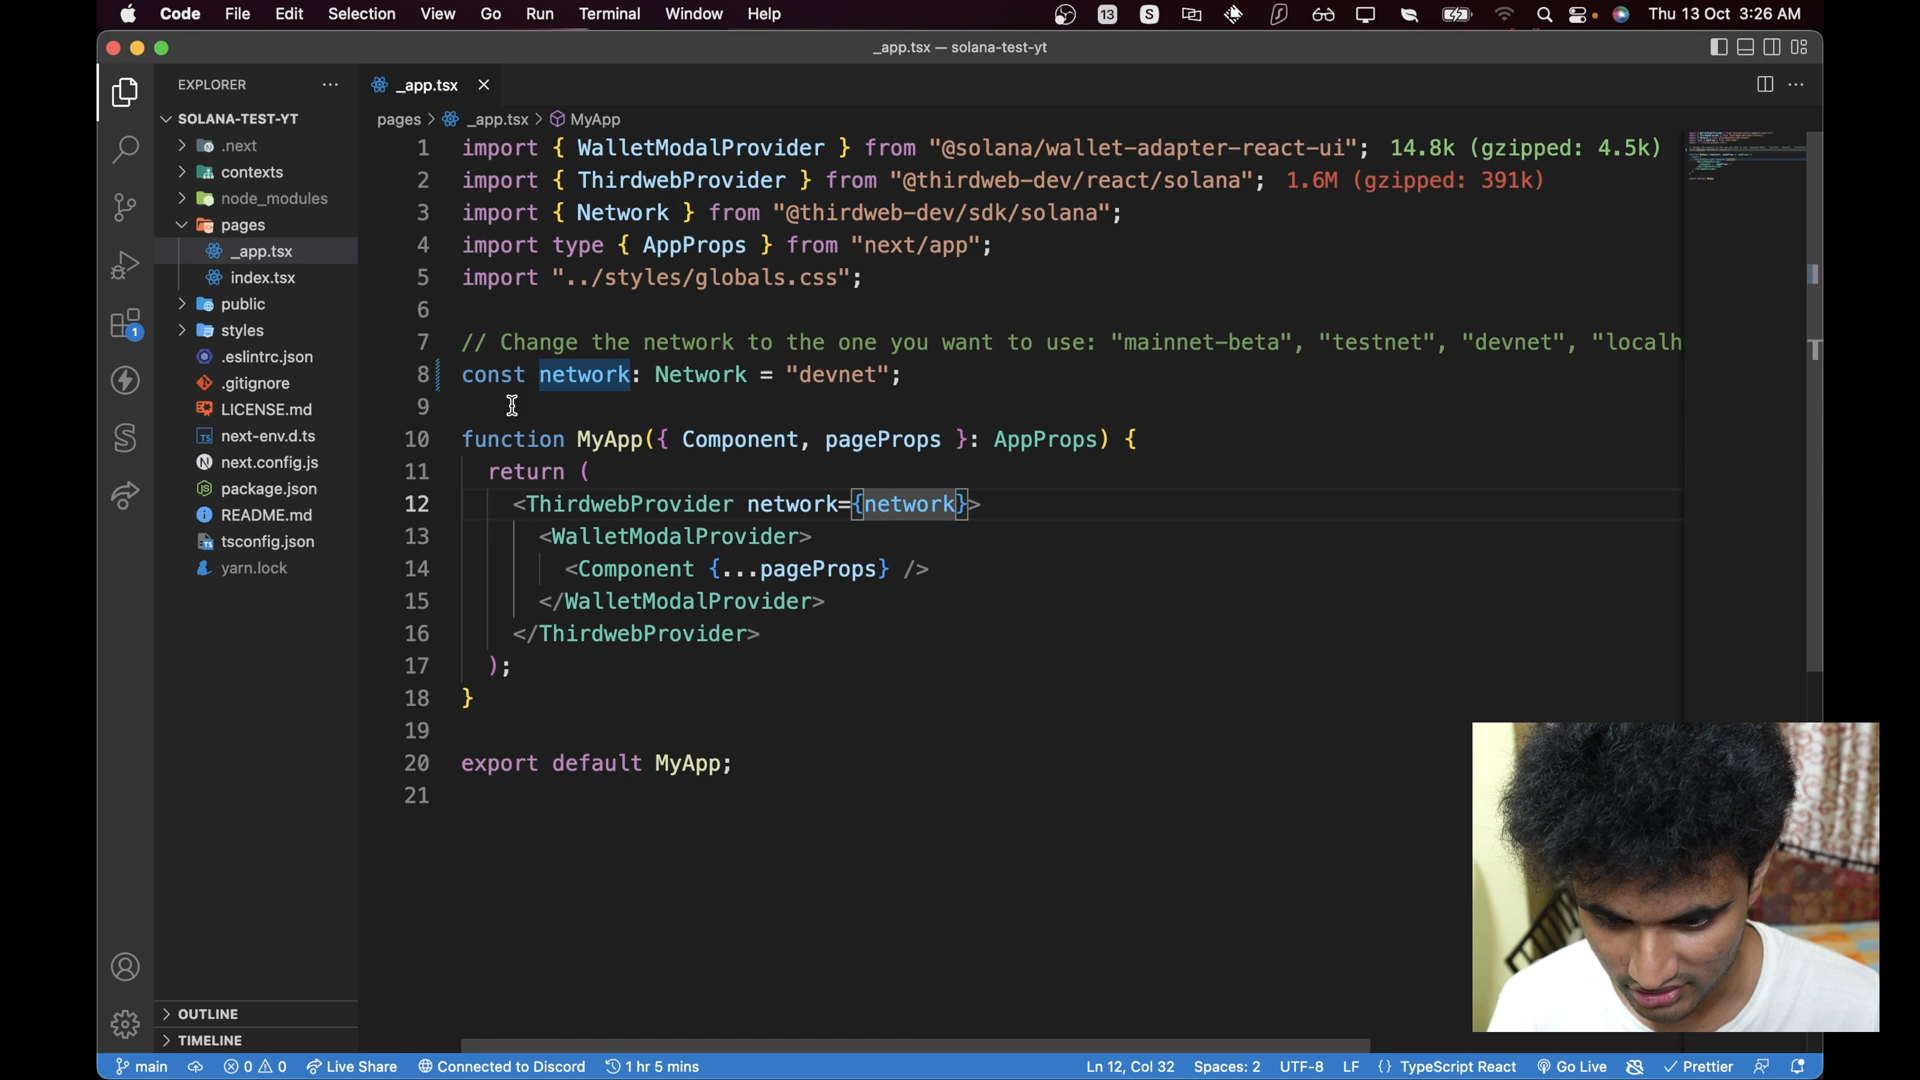 Code File Edit Selection View Go Run Terminal Window Help 13 S Thu 13 Oct 3:26 AM
_app.tsx — solana-test-yt
EXPLORER
_app.tsx
SOLANA-TEST-YT
pages > _app.tsx > MyApp
.next
contexts
node_modules
pages
_app.tsx
index.tsx
public
styles
.eslintrc.json
.gitignore
LICENSE.md
next-env.d.ts
next.config.js
package.json
README.md
tsconfig.json
yarn.lock
1
OUTLINE
TIMELINE
1 import { WalletModalProvider } from "@solana/wallet-adapter-react-ui"; 14.8k (gzipped: 4.5k)
2 import { ThirdwebProvider } from "@thirdweb-dev/react/solana"; 1.6M (gzipped: 391k)
3 import { Network } from "@thirdweb-dev/sdk/solana";
4 import type { AppProps } from "next/app";
5 import "../styles/globals.css";
6
7 // Change the network to the one you want to use: "mainnet-beta", "testnet", "devnet", "localh
8 const network: Network = "devnet";
9
10 function MyApp({ Component, pageProps }: AppProps) {
11 return (
12 <ThirdwebProvider network={network}>
13 <WalletModalProvider>
14 <Component {...pageProps} />
15 </WalletModalProvider>
16 </ThirdwebProvider>
17 );
18 }
19
20 export default MyApp;
21
main 0 0 Live Share Connected to Discord 1 hr 5 mins Ln 12, Col 32 Spaces: 2 UTF-8 LF {} TypeScript React Go Live Prettier